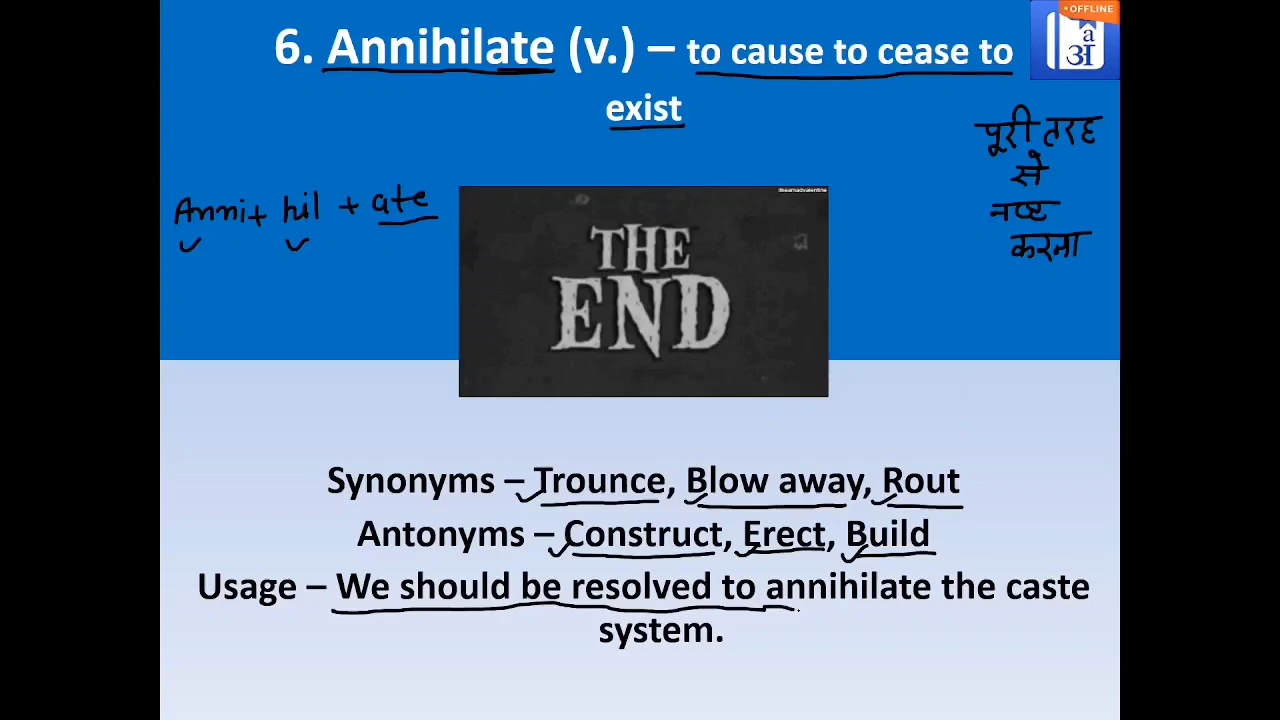 6. Annihilate (v.) – to cause to cease to
exist
OFFLINE
a
अ
पूरी तरह
से
नष्ट
करना
Anni + hil + ate
THE
END
Synonyms – Trounce, Blow away, Rout
Antonyms – Construct, Erect, Build
Usage – We should be resolved to annihilate the caste
system.